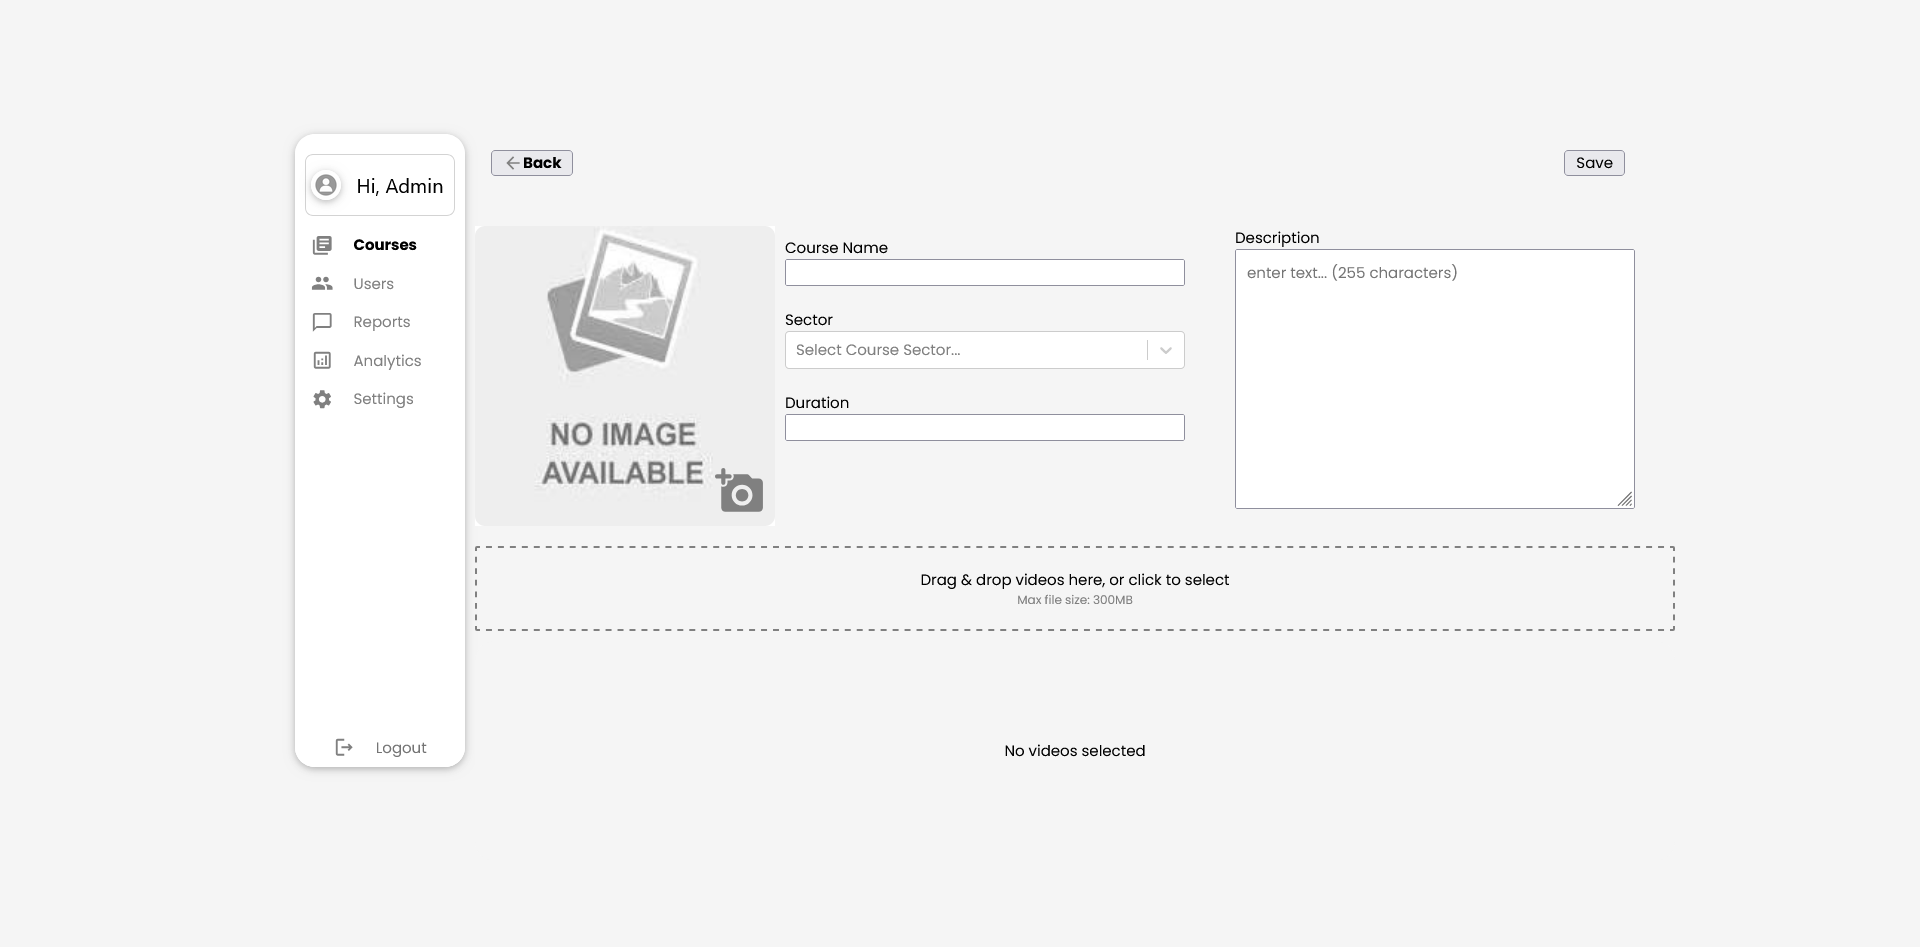 Hi, Admin
Courses
Users
Reports
Analytics
Settings
Logout
Back
Save
NO IMAGE
AVAILABLE
Course Name
Sector
Select Course Sector...
Duration
Description
enter text... (255 characters)
Drag & drop videos here, or click to select
Max file size: 300MB
No videos selected